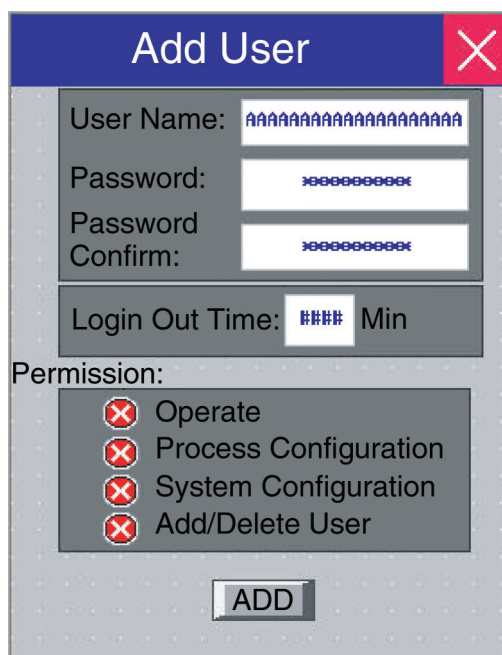 Add User
User Name: AAAAAAAAAAAAAAAAAAAA
Password: **********
Password
Confirm: **********
Login Out Time: #### Min
Permission:
Operate
Process Configuration
System Configuration
Add/Delete User
ADD